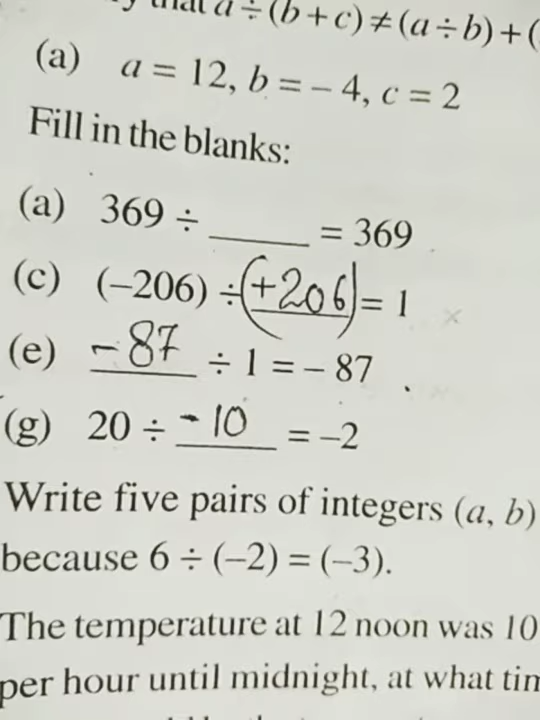 that a ÷ (b + c) ≠ (a ÷ b) + (
(a) a = 12, b = – 4, c = 2
Fill in the blanks:
(a) 369 ÷ _____ = 369
(c) (–206) ÷ (+206) = 1
(e) -87 ÷ 1 = – 87
(g) 20 ÷ -10 = –2
Write five pairs of integers (a, b)
because 6 ÷ (–2) = (–3).
The temperature at 12 noon was 10
per hour until midnight, at what tim